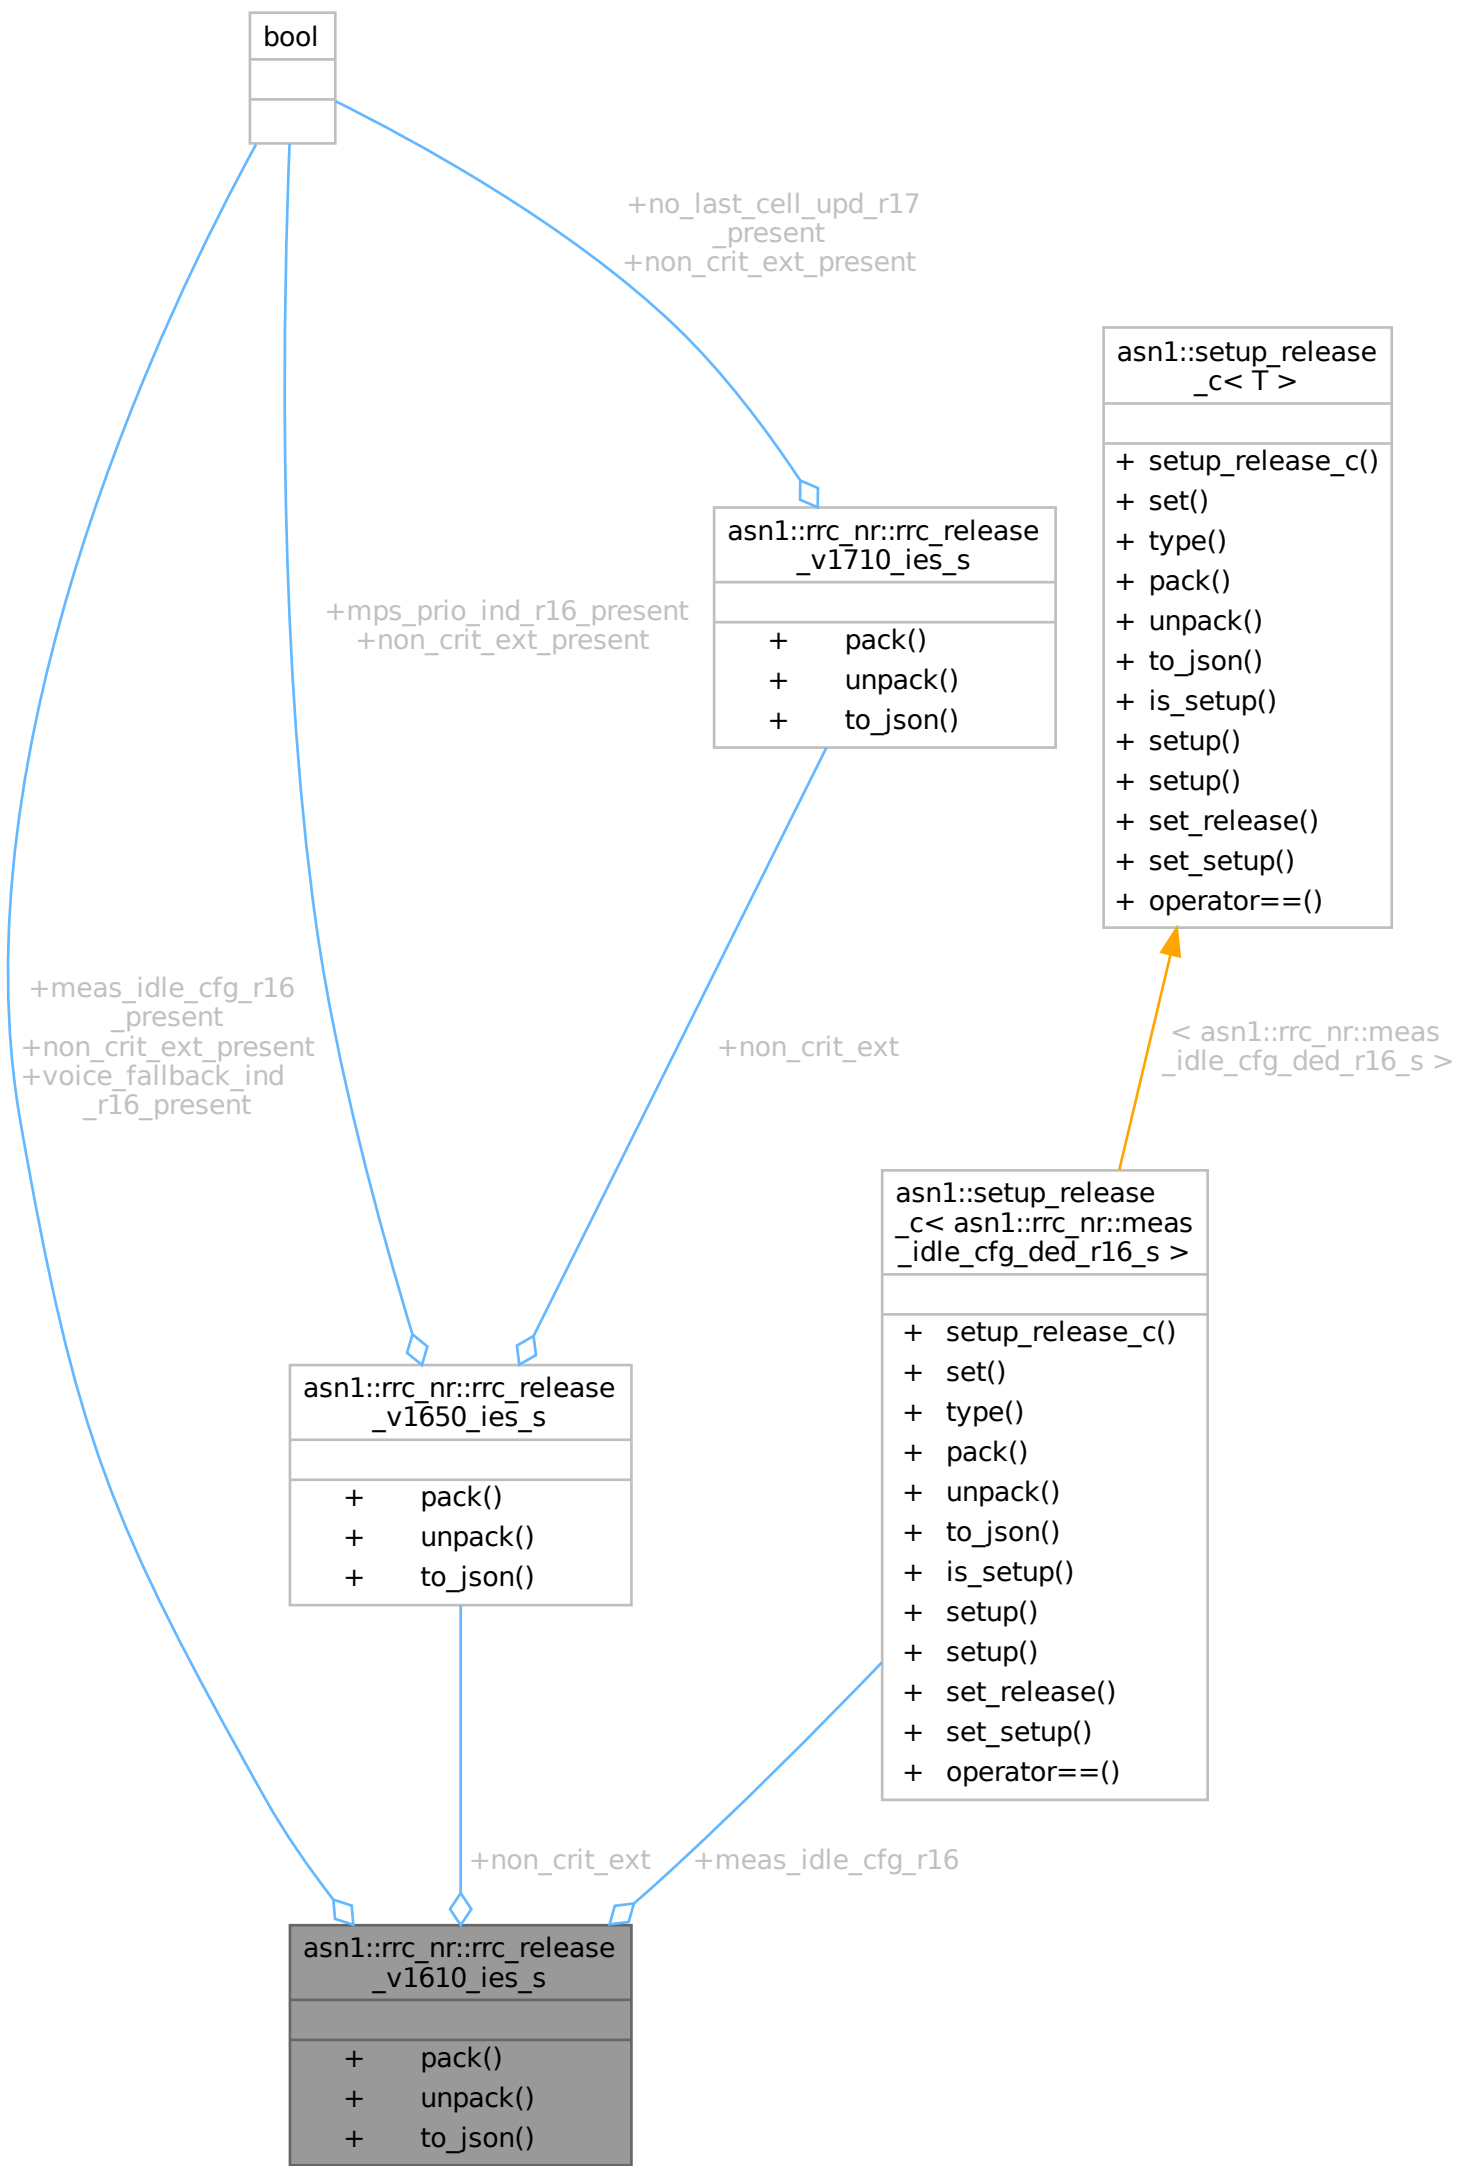 bool
+no_last_cell_upd_r17
_present
+non_crit_ext_present
asn1::setup_release
_c< T >
+ setup_release_c()
+ set()
+ type()
+ pack()
+ unpack()
+ to_json()
+ is_setup()
+ setup()
+ setup()
+ set_release()
+ set_setup()
+ operator==()
asn1::rrc_nr::rrc_release
_v1710_ies_s
+ pack()
+ unpack()
+ to_json()
+mps_prio_ind_r16_present
+non_crit_ext_present
+meas_idle_cfg_r16
_present
+non_crit_ext_present
+voice_fallback_ind
_r16_present
+non_crit_ext
< asn1::rrc_nr::meas
_idle_cfg_ded_r16_s >
asn1::setup_release
_c< asn1::rrc_nr::meas
_idle_cfg_ded_r16_s >
+ setup_release_c()
+ set()
+ type()
+ pack()
+ unpack()
+ to_json()
+ is_setup()
+ setup()
+ setup()
+ set_release()
+ set_setup()
+ operator==()
asn1::rrc_nr::rrc_release
_v1650_ies_s
+ pack()
+ unpack()
+ to_json()
+non_crit_ext
+meas_idle_cfg_r16
asn1::rrc_nr::rrc_release
_v1610_ies_s
+ pack()
+ unpack()
+ to_json()